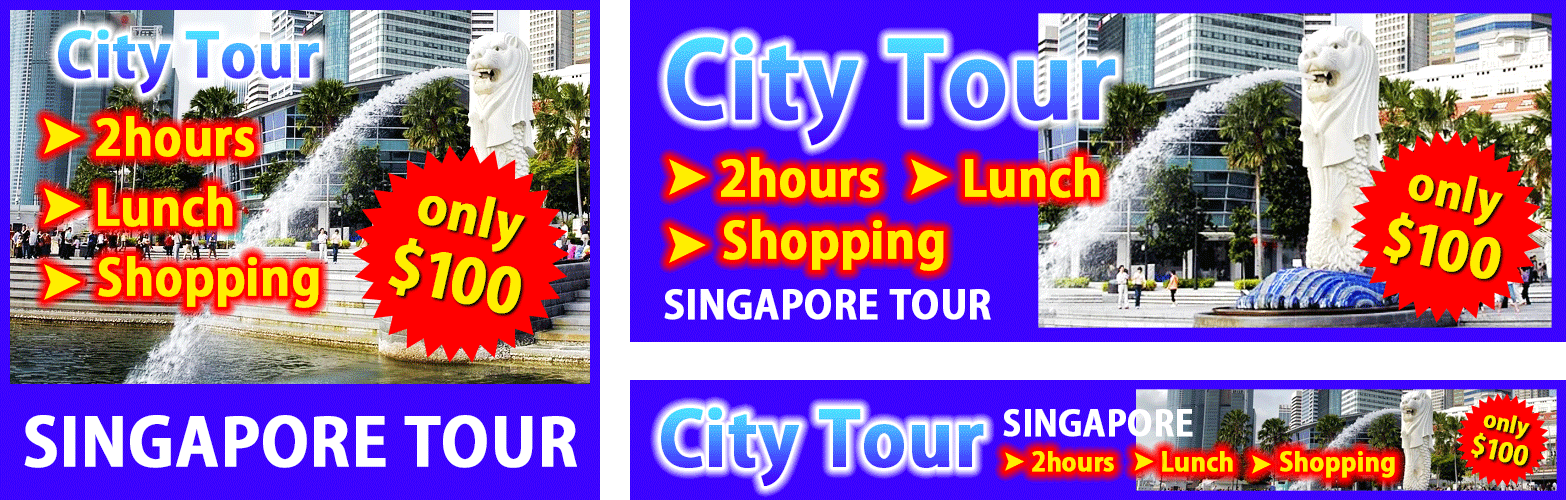 City Tour
➤ 2hours
➤ Lunch
➤ Shopping
only
$100
SINGAPORE TOUR
City Tour
➤ 2hours ➤ Lunch
➤ Shopping
SINGAPORE TOUR
only
$100
City Tour
SINGAPORE
➤ 2hours ➤ Lunch ➤ Shopping
only
$100